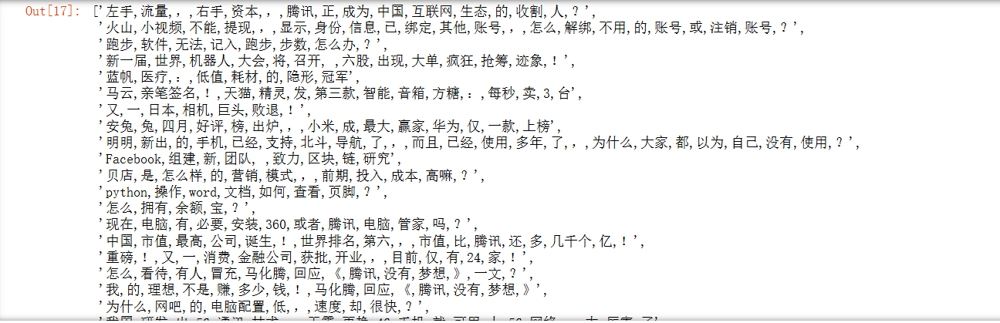 Out[17]: ['左手,流量,，,右手,资本,，,腾讯,正,成为,中国,互联网,生态,的,收割,人,？',
'火山,小视频,不能,提现,，,显示,身份,信息,已,绑定,其他,账号,，,怎么,解绑,不用,的,账号,或,注销,账号,？',
'跑步,软件,无法,记入,跑步,步数,怎么办,？',
'新一届,世界,机器人,大会,将,召开, ,六股,出现,大单,疯狂,抢筹,迹象,！',
'蓝帆,医疗,：,低值,耗材,的,隐形,冠军',
'马云,亲笔签名,！,天猫,精灵,发,第三款,智能,音箱,方糖,：,每秒,卖,3,台',
'又,一,日本,相机,巨头,败退,！',
'安兔,兔,四月,好评,榜,出炉,，,小米,成,最大,赢家,华为,仅,一款,上榜',
'明明,新出,的,手机,已经,支持,北斗,导航,了,，,而且,已经,使用,多年,了,，,为什么,大家,都,以为,自己,没有,使用,？',
'Facebook,组建,新,团队, ,致力,区块,链,研究',
'贝店,是,怎么样,的,营销,模式,，,前期,投入,成本,高嘛,？',
'python,操作,word,文档,如何,查看,页脚,？',
'怎么,拥有,余额,宝,？',
'现在,电脑,有,必要,安装,360,或者,腾讯,电脑,管家,吗,？',
'中国,市值,最高,公司,诞生,！,世界排名,第六,，,市值,比,腾讯,还,多,几千个,亿,！',
'重磅,！,又,一,消费,金融公司,获批,开业,，,目前,仅,有,24,家,！',
'怎么,看待,有人,冒充,马化腾,回应,《,腾讯,没有,梦想,》,一文,？',
'我,的,理想,不是,赚,多少,钱,！,马化腾,回应,《,腾讯,没有,梦想,》',
'为什么,网吧,的,电脑配置,低,，,速度,却,很快,？',